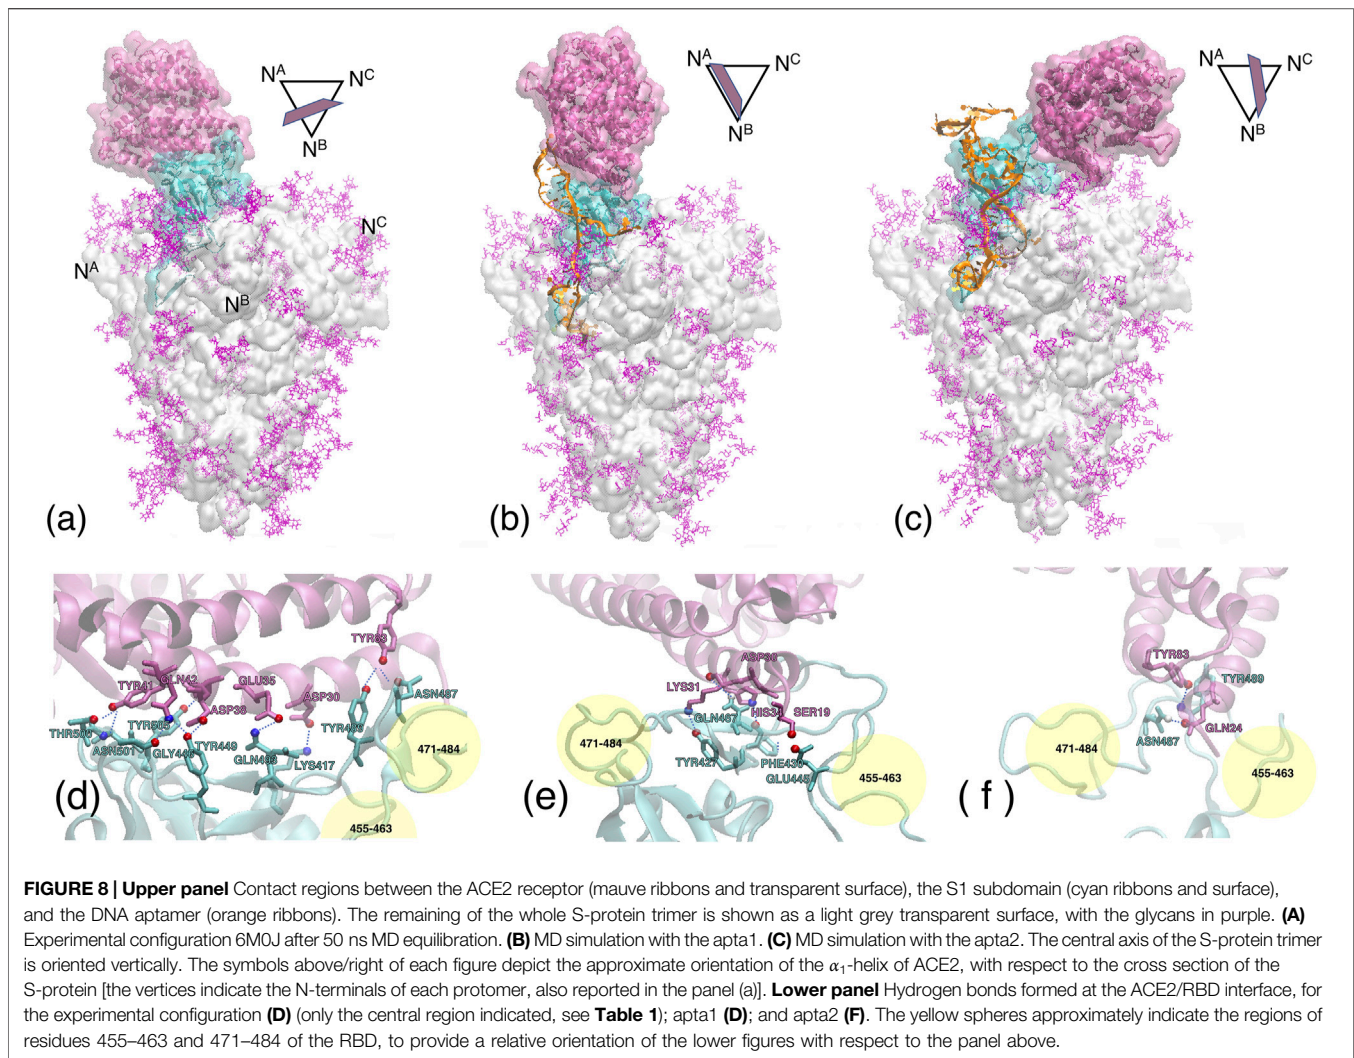 N^A N^C
N^B
N^A N^C
N^B
N^A N^C
N^B
N^C
N^A
N^B
(a) (b) (c)
TYR83
TYR41 GLN42 GLU35
ASP38 ASP30 ASN487
THR500 TYR505 TYR489
ASN501 GLY446 TYR449
GLN493 LYS417
471-484
455-463
(d)
ASP30
LYS31
HIS34 SER19
GLN487
471-484
TYR427 PHE430
GLU445
455-463
(e)
TYR83
TYR489
GLN24
ASN487
471-484
455-463
( f )
FIGURE 8 | Upper panel Contact regions between the ACE2 receptor (mauve ribbons and transparent surface), the S1 subdomain (cyan ribbons and surface),
and the DNA aptamer (orange ribbons). The remaining of the whole S-protein trimer is shown as a light grey transparent surface, with the glycans in purple. (A)
Experimental configuration 6M0J after 50 ns MD equilibration. (B) MD simulation with the apta1. (C) MD simulation with the apta2. The central axis of the S-protein trimer
is oriented vertically. The symbols above/right of each figure depict the approximate orientation of the α₁-helix of ACE2, with respect to the cross section of the
S-protein [the vertices indicate the N-terminals of each protomer, also reported in the panel (a)]. Lower panel Hydrogen bonds formed at the ACE2/RBD interface, for
the experimental configuration (D) (only the central region indicated, see Table 1); apta1 (D); and apta2 (F). The yellow spheres approximately indicate the regions of
residues 455–463 and 471–484 of the RBD, to provide a relative orientation of the lower figures with respect to the panel above.